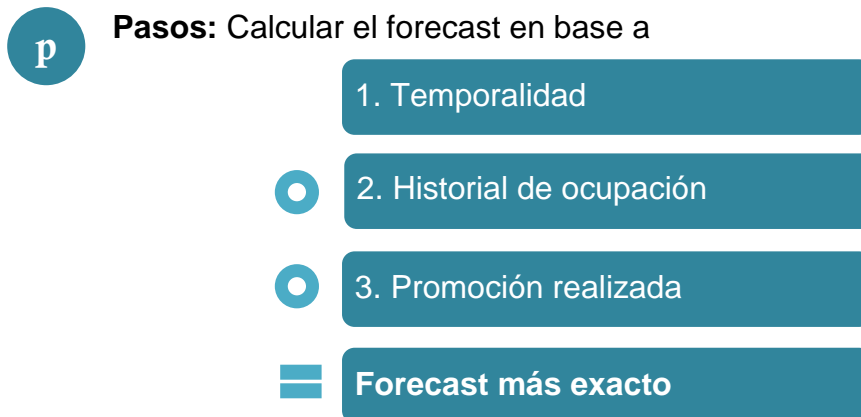 p
Pasos: Calcular el forecast en base a
1. Temporalidad
2. Historial de ocupación
3. Promoción realizada
Forecast más exacto